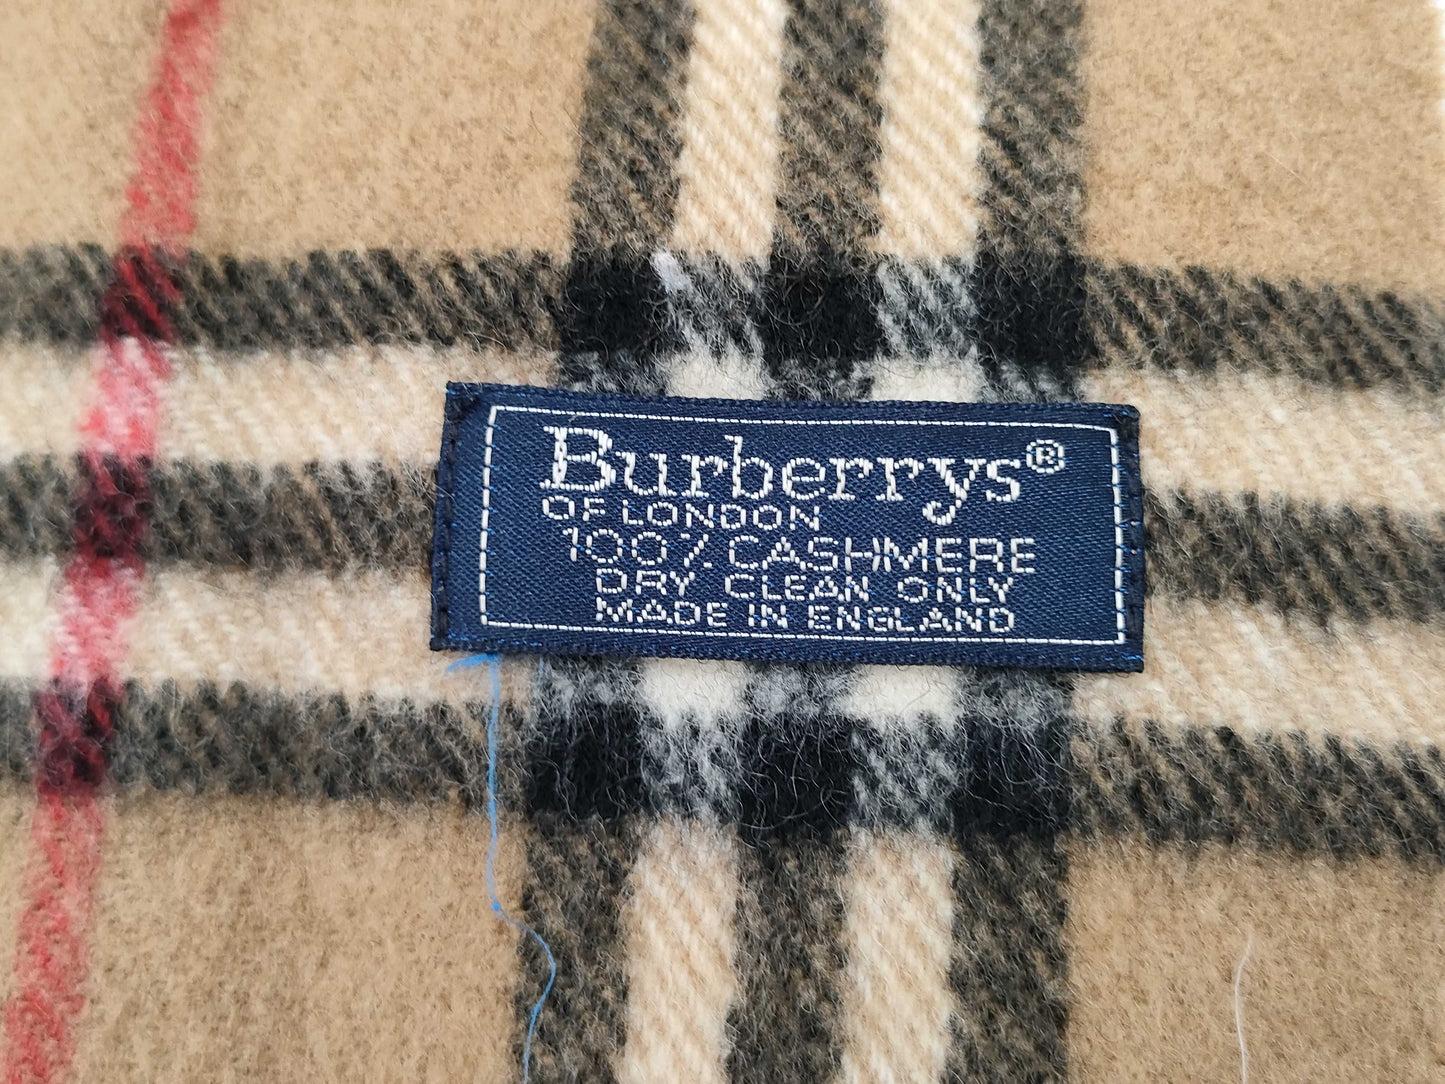 Burberrys®
OF LONDON
100% CASHMERE
DRY CLEAN ONLY
MADE IN ENGLAND